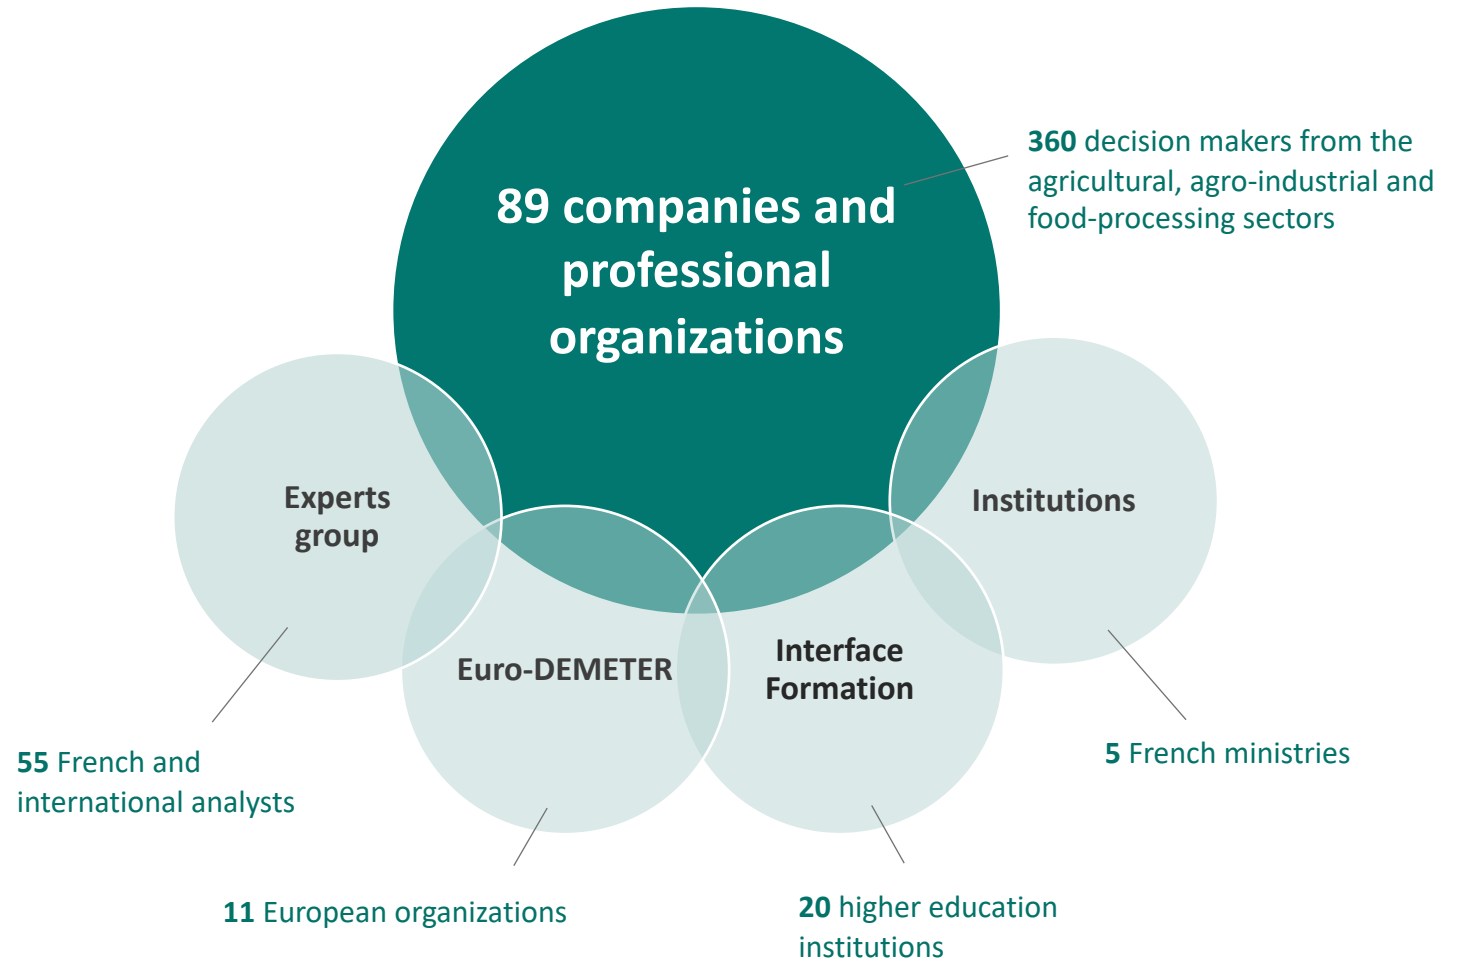 360 decision makers from the
agricultural, agro-industrial and
food-processing sectors
89 companies and
professional
organizations
Experts
group
Institutions
Euro-DEMETER
Interface
Formation
55 French and
international analysts
5 French ministries
11 European organizations
20 higher education
institutions